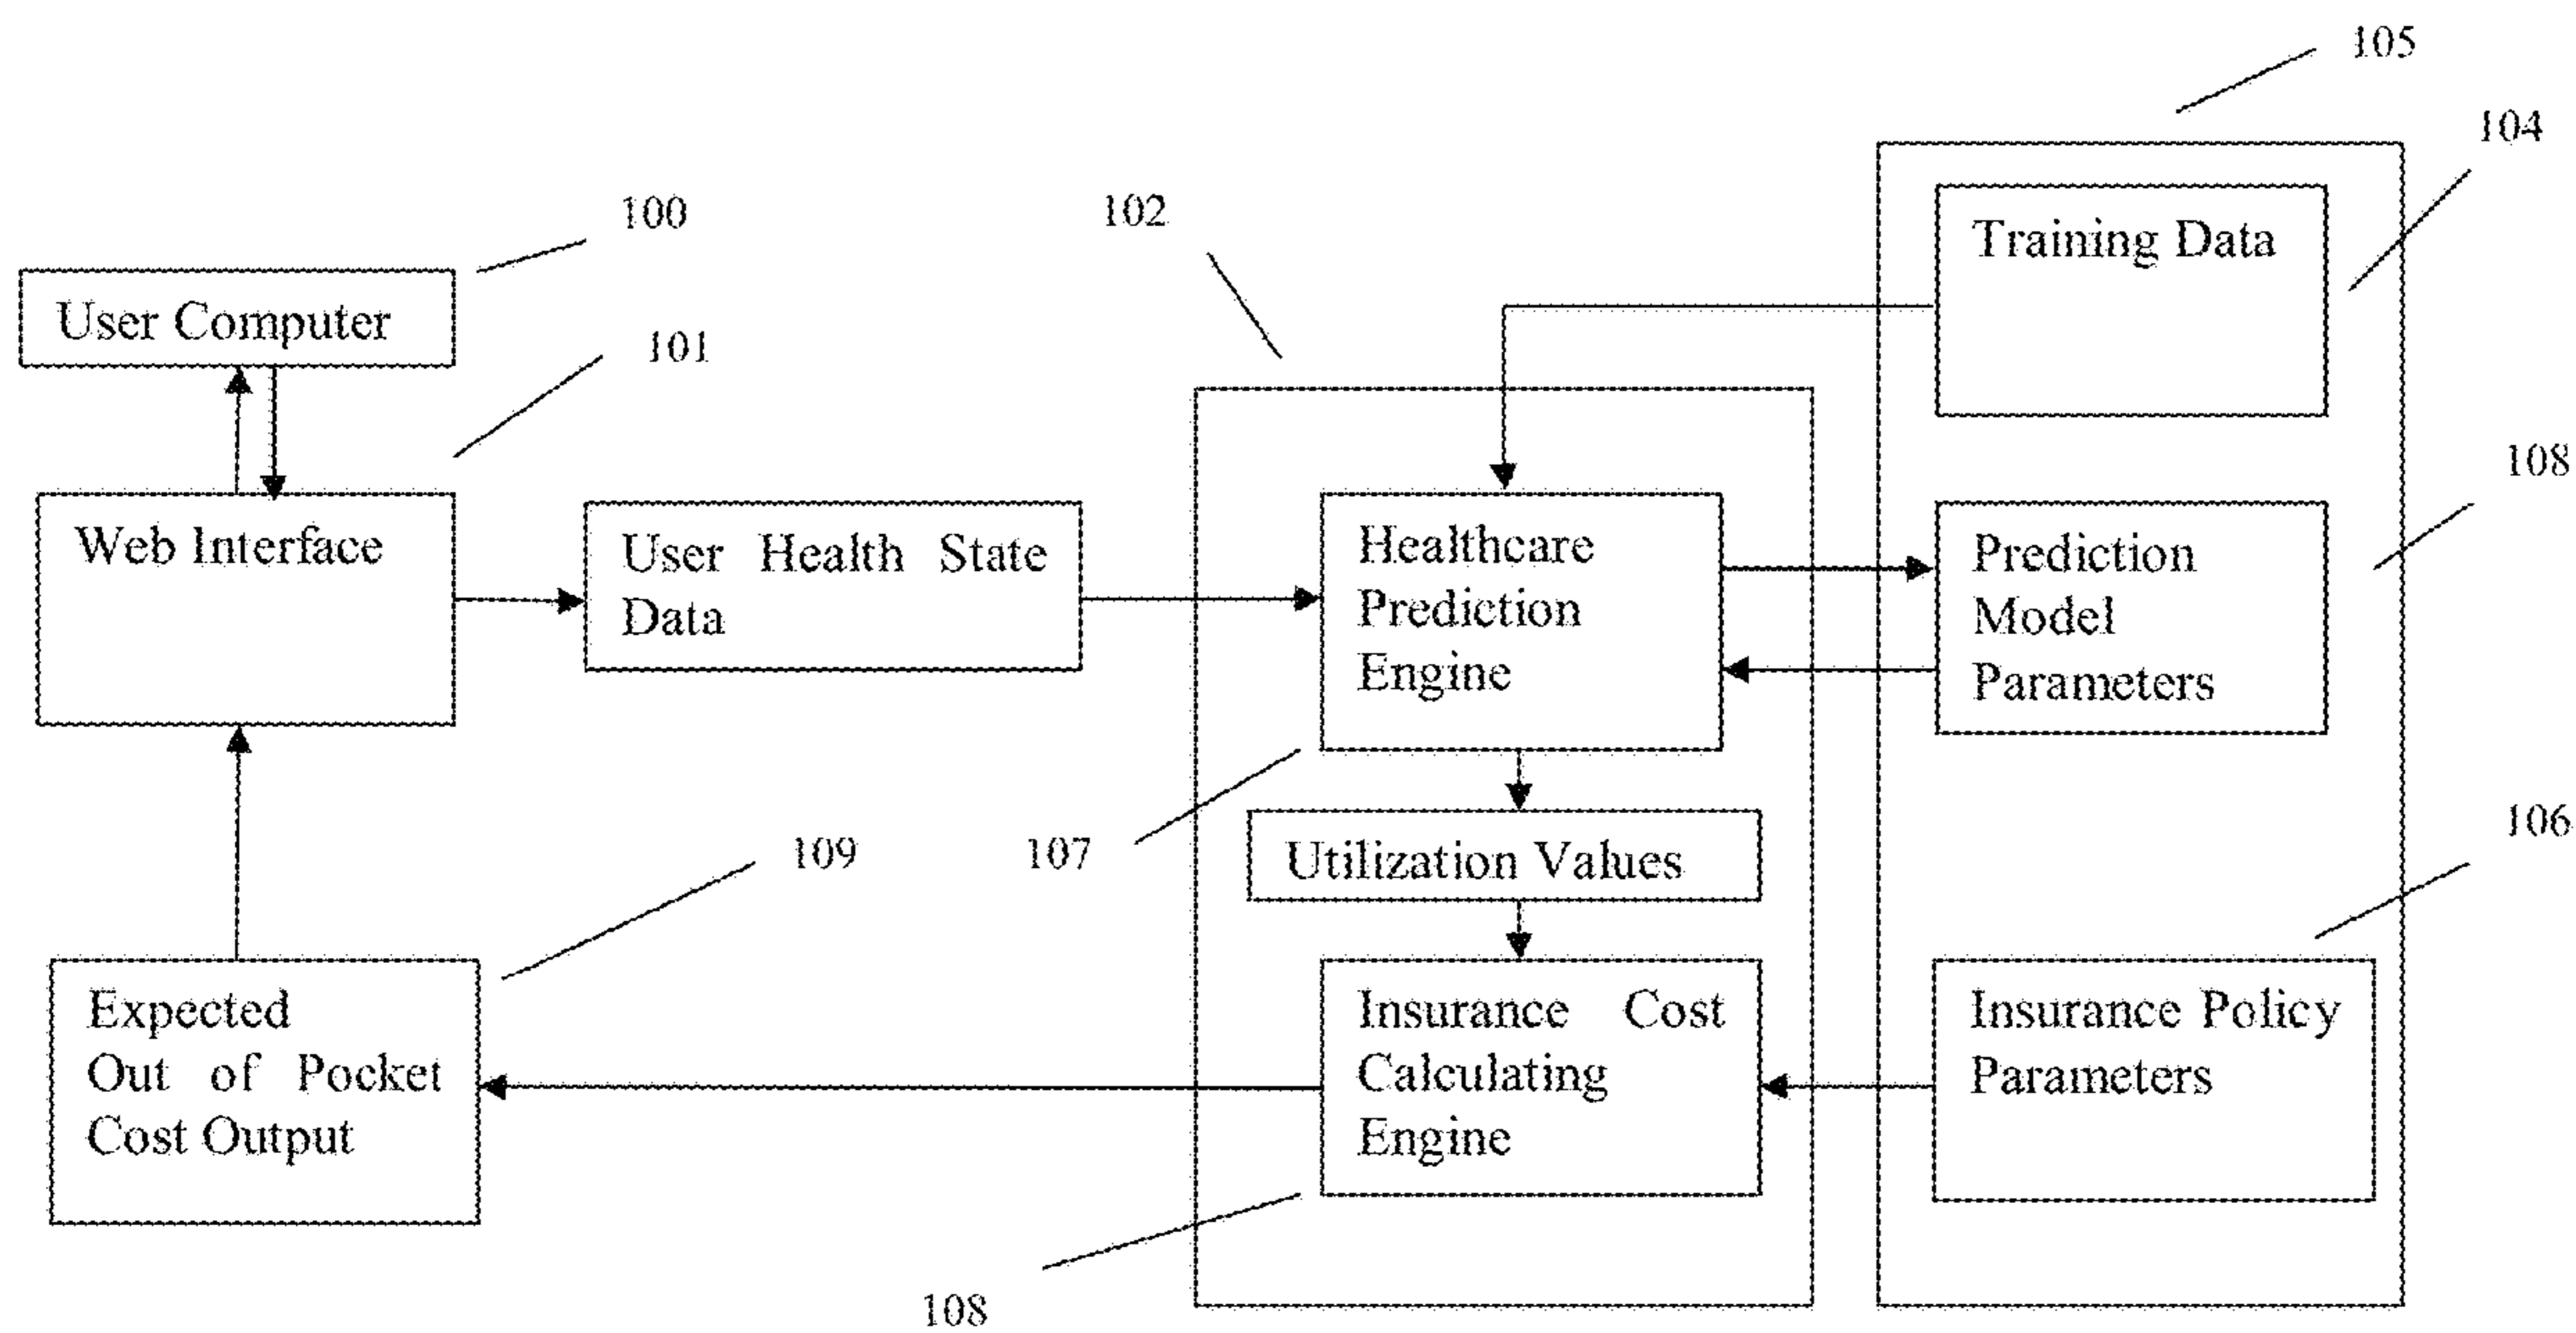 105
104
100
102
Training Data
User Computer
101
108
Web Interface
User Health State
Data
Healthcare
Prediction
Engine
Prediction
Model
Parameters
106
109
107
Utilization Values
Expected
Out of Pocket
Cost Output
Insurance Cost
Calculating
Engine
Insurance Policy
Parameters
108